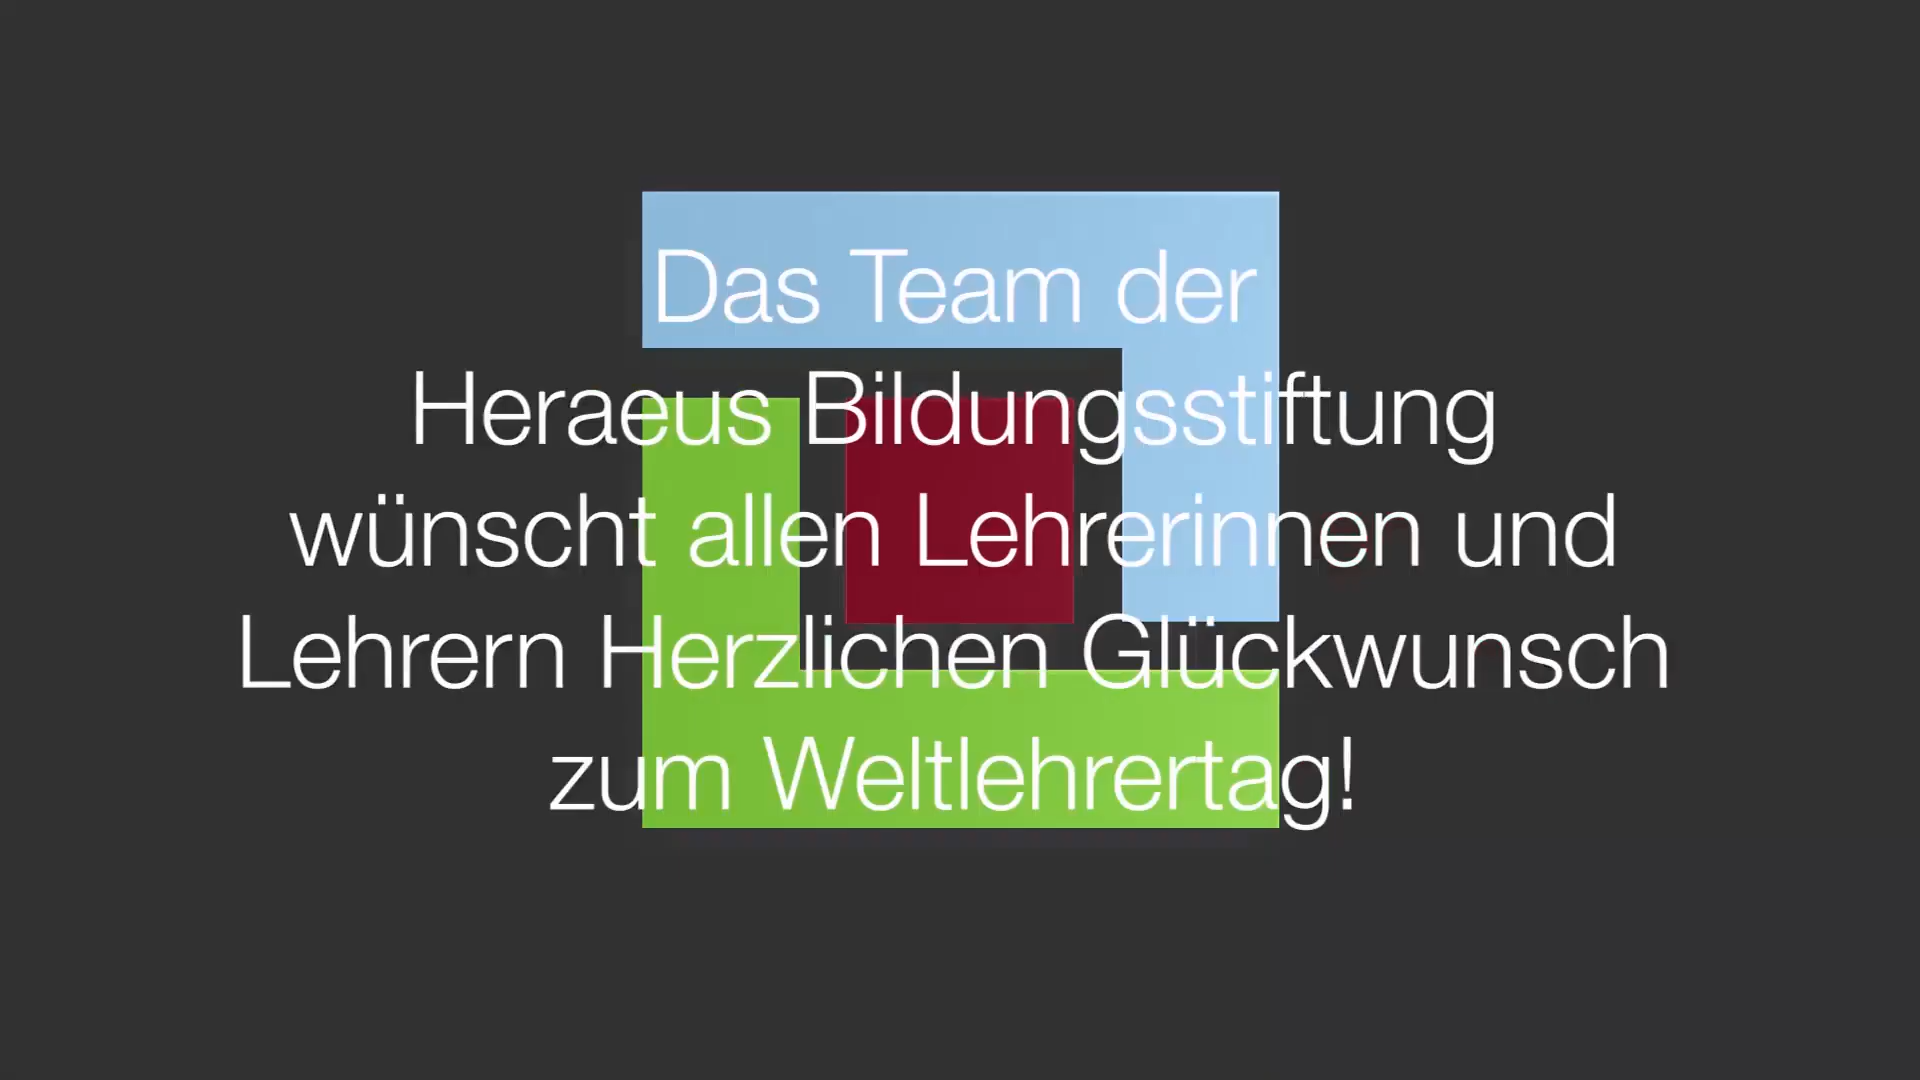 Das Team der
Heraeus Bildungsstiftung
wünscht allen Lehrerinnen und
Lehrern Herzlichen Glückwunsch
zum Weltlehrertag!